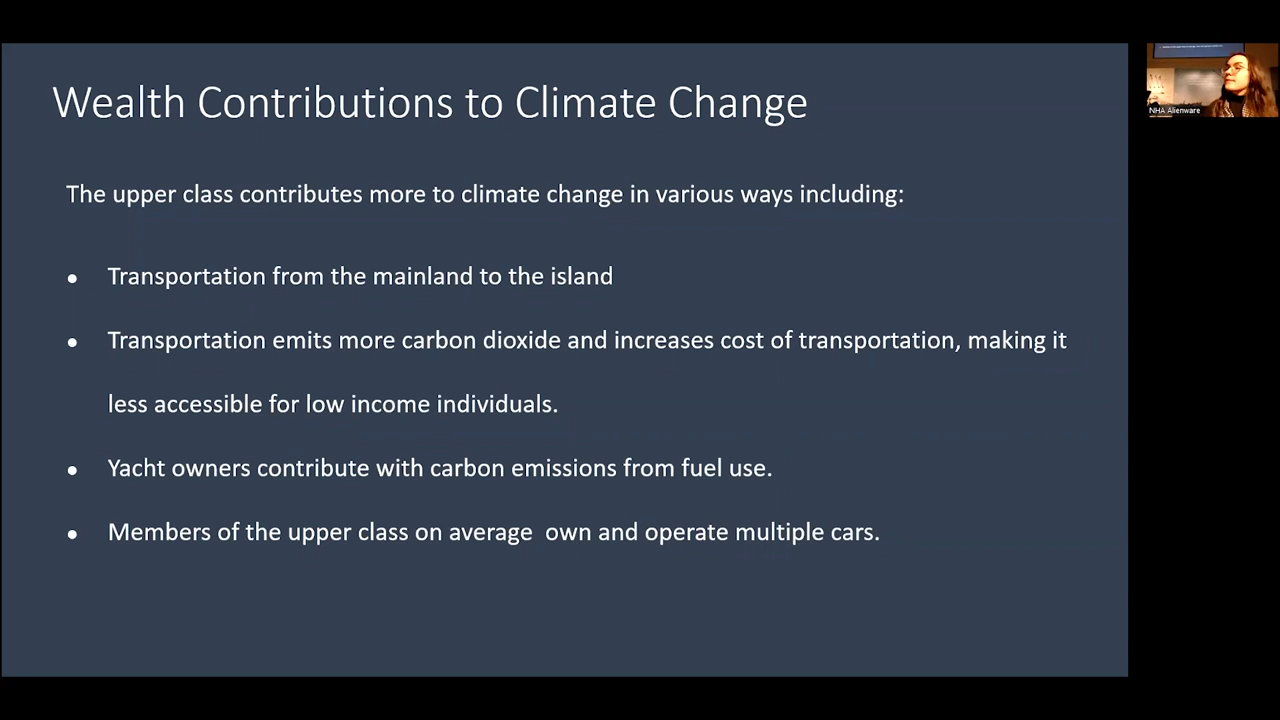 Wealth Contributions to Climate Change
The upper class contributes more to climate change in various ways including:
● Transportation from the mainland to the island
● Transportation emits more carbon dioxide and increases cost of transportation, making it
less accessible for low income individuals.
● Yacht owners contribute with carbon emissions from fuel use.
● Members of the upper class on average  own and operate multiple cars.
NHA Alienware